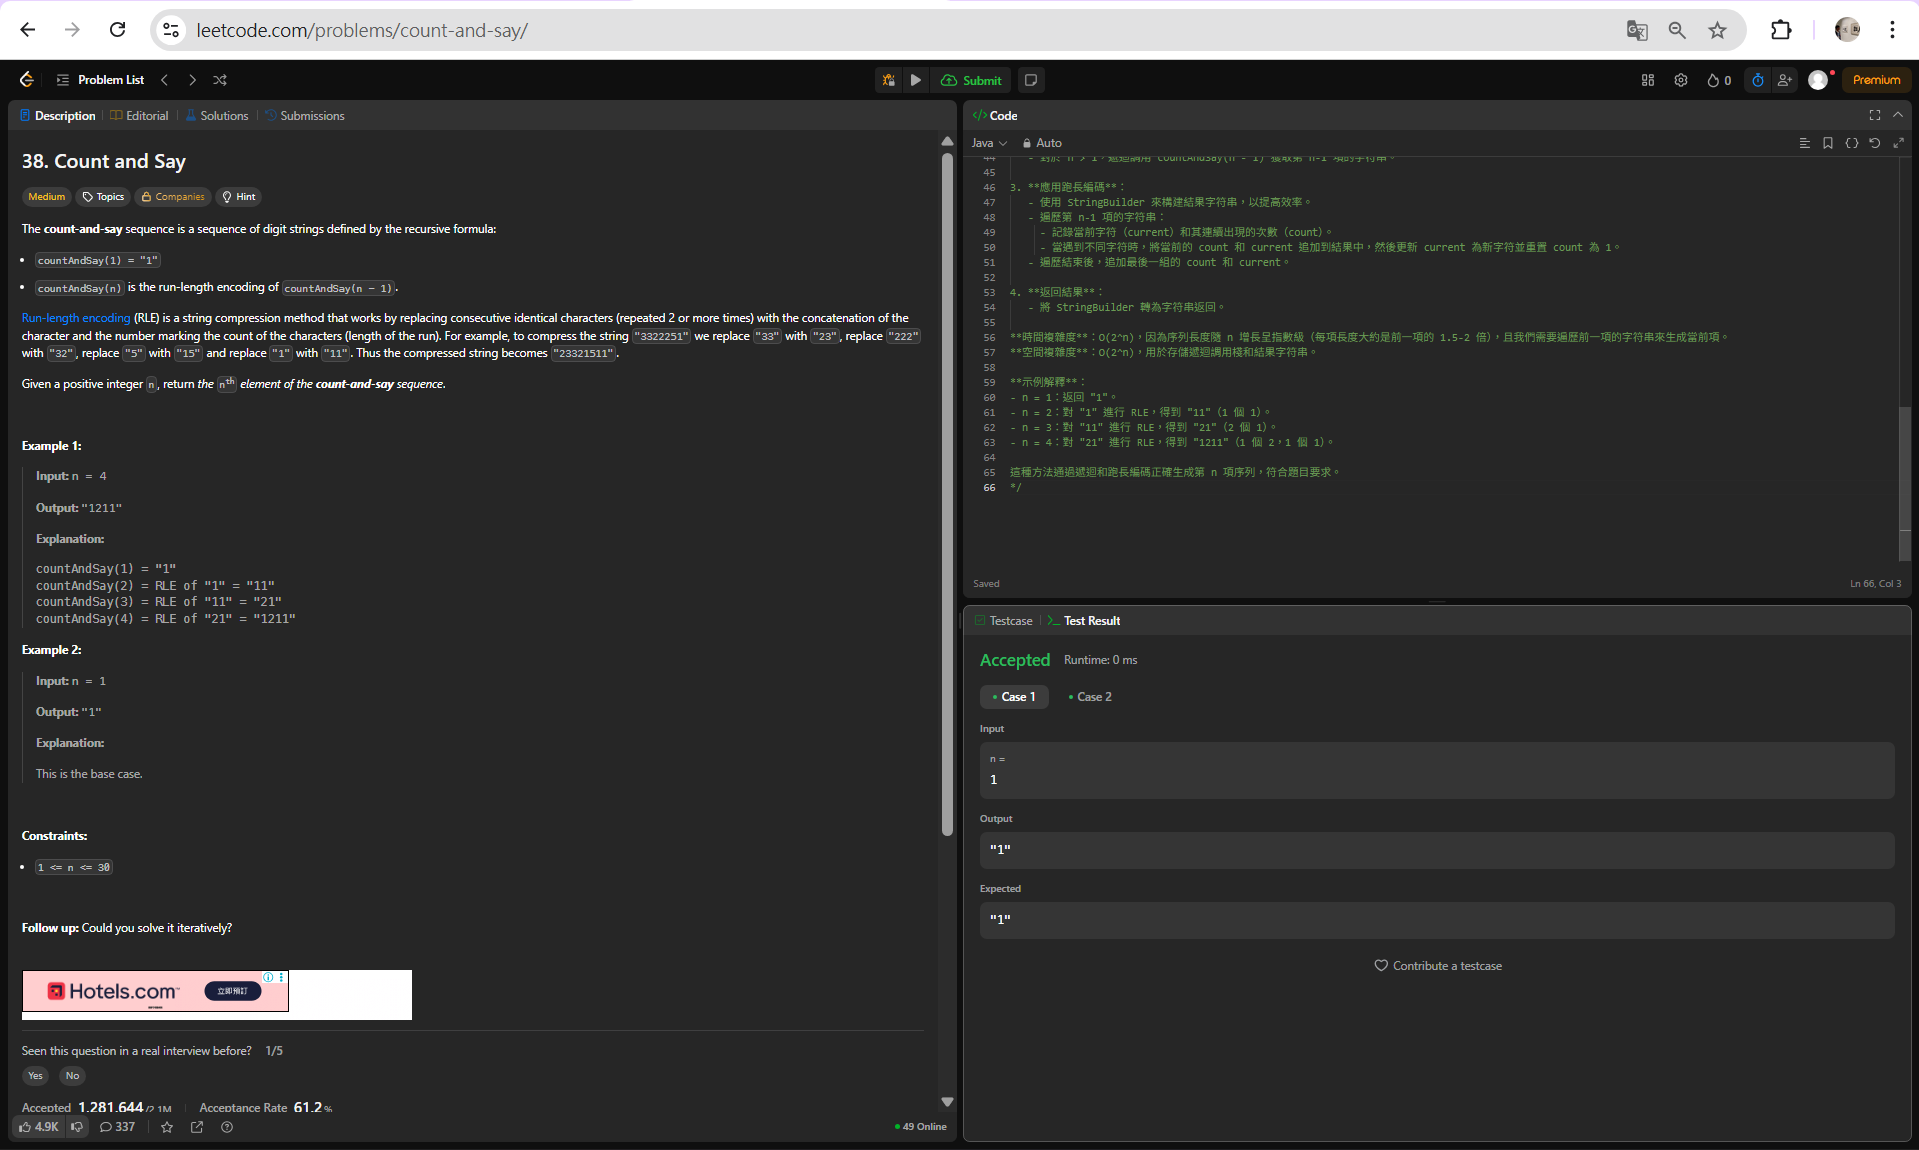 leetcode.com/problems/count-and-say/
Problem List
Submit
0
Premium
Description
Editorial
Solutions
Submissions
38. Count and Say
Medium
Topics
Companies
Hint
The count-and-say sequence is a sequence of digit strings defined by the recursive formula:
• countAndSay(1) = "1"
• countAndSay(n) is the run-length encoding of countAndSay(n - 1).
Run-length encoding (RLE) is a string compression method that works by replacing consecutive identical characters (repeated 2 or more times) with the concatenation of the
character and the number marking the count of the characters (length of the run). For example, to compress the string "3322251" we replace "33" with "23", replace "222"
with "32", replace "5" with "15" and replace "1" with "11". Thus the compressed string becomes "23321511".
Given a positive integer n, return the nth element of the count-and-say sequence.
Example 1:
Input: n = 4
Output: "1211"
Explanation:
countAndSay(1) = "1"
countAndSay(2) = RLE of "1" = "11"
countAndSay(3) = RLE of "11" = "21"
countAndSay(4) = RLE of "21" = "1211"
Example 2:
Input: n = 1
Output: "1"
Explanation:
This is the base case.
Constraints:
• 1 <= n <= 30
Follow up: Could you solve it iteratively?
Hotels.com
立即預訂
Seen this question in a real interview before? 1/5
Yes
No
Accepted 1,281,644/2.1M
Acceptance Rate 61.2%
4.9K
337
49 Online
Code
Java
Auto
44 - 對於 n > 1，遞迴調用 countAndSay(n - 1) 獲取第 n-1 項的字符串。
45
46 3. **應用跑長編碼**：
47 - 使用 StringBuilder 來構建結果字符串，以提高效率。
48 - 遍歷第 n-1 項的字符串：
49 - 記錄當前字符（current）和其連續出現的次數（count）。
50 - 當遇到不同字符時，將當前的 count 和 current 追加到結果中，然後更新 current 為新字符並重置 count 為 1。
51 - 遍歷結束後，追加最後一組的 count 和 current。
52
53 4. **返回結果**：
54 - 將 StringBuilder 轉為字符串返回。
55
56 **時間複雜度**：O(2^n)，因為序列長度隨 n 增長呈指數級（每項長度大約是前一項的 1.5-2 倍），且我們需要遍歷前一項的字符串來生成當前項。
57 **空間複雜度**：O(2^n)，用於存儲遞迴調用棧和結果字符串。
58
59 **示例解釋**：
60 - n = 1：返回 "1"。
61 - n = 2：對 "1" 進行 RLE，得到 "11"（1 個 1）。
62 - n = 3：對 "11" 進行 RLE，得到 "21"（2 個 1）。
63 - n = 4：對 "21" 進行 RLE，得到 "1211"（1 個 2，1 個 1）。
64
65 這種方法通過遞迴和跑長編碼正確生成第 n 項序列，符合題目要求。
66 */
Saved
Ln 66, Col 3
Testcase
Test Result
Accepted
Runtime: 0 ms
Case 1
Case 2
Input
n =
1
Output
"1"
Expected
"1"
Contribute a testcase